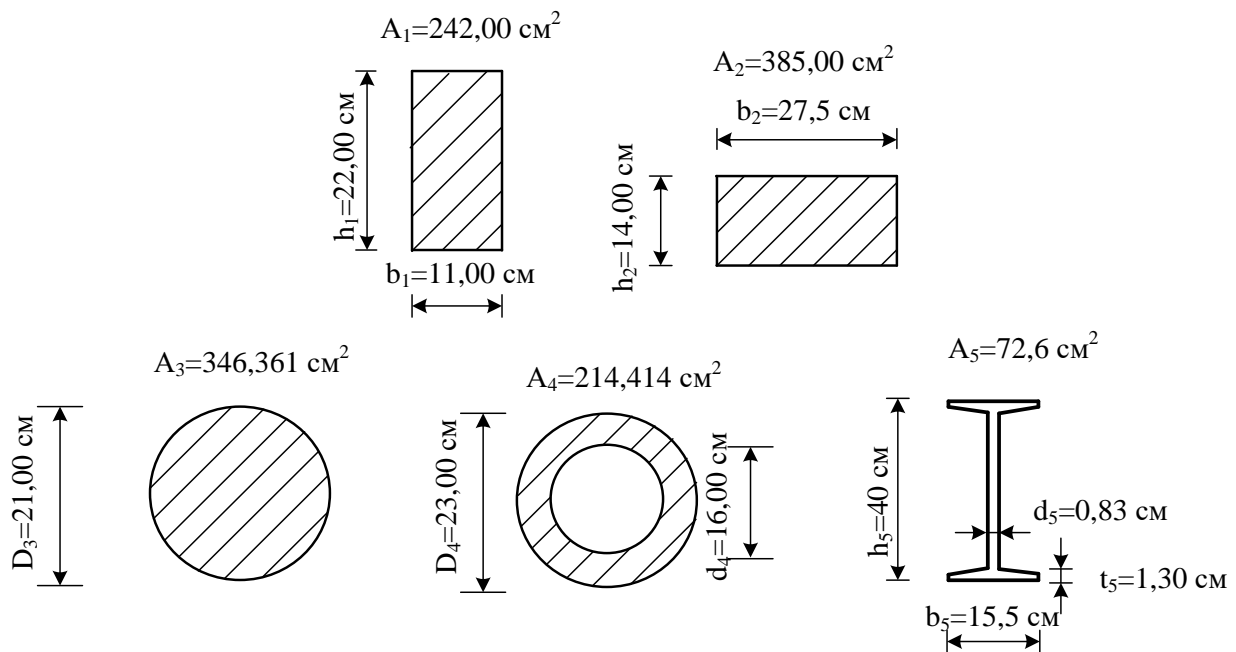 A₁=242,00 см²
h₁=22,00 см
b₁=11,00 см
A₂=385,00 см²
b₂=27,5 см
h₂=14,00 см
A₃=346,361 см²
D₃=21,00 см
A₄=214,414 см²
D₄=23,00 см
d₄=16,00 см
A₅=72,6 см²
h₅=40 см
d₅=0,83 см
t₅=1,30 см
b₅=15,5 см